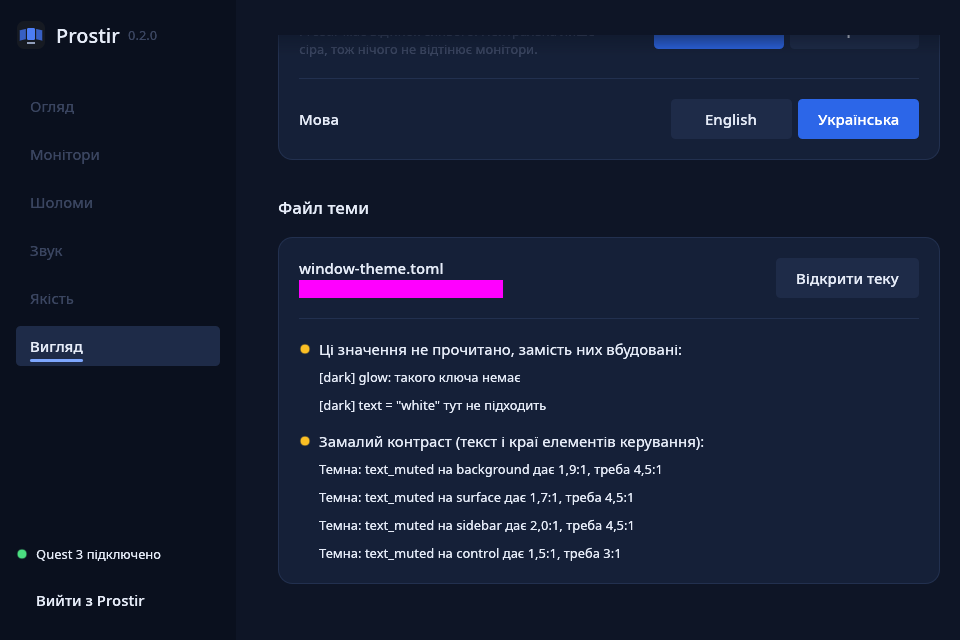 Prostir 0.2.0
Огляд
Монітори
Шоломи
Звук
Якість
Вигляд
Quest 3 підключено
Вийти з Prostir
сіра, тож нічого не відтінює монітори.
Мова
English
Українська
Файл теми
window-theme.toml
Відкрити теку
Ці значення не прочитано, замість них вбудовані:
[dark] glow: такого ключа немає
[dark] text = "white" тут не підходить
Замалий контраст (текст і краї елементів керування):
Темна: text_muted на background дає 1,9:1, треба 4,5:1
Темна: text_muted на surface дає 1,7:1, треба 4,5:1
Темна: text_muted на sidebar дає 2,0:1, треба 4,5:1
Темна: text_muted на control дає 1,5:1, треба 3:1